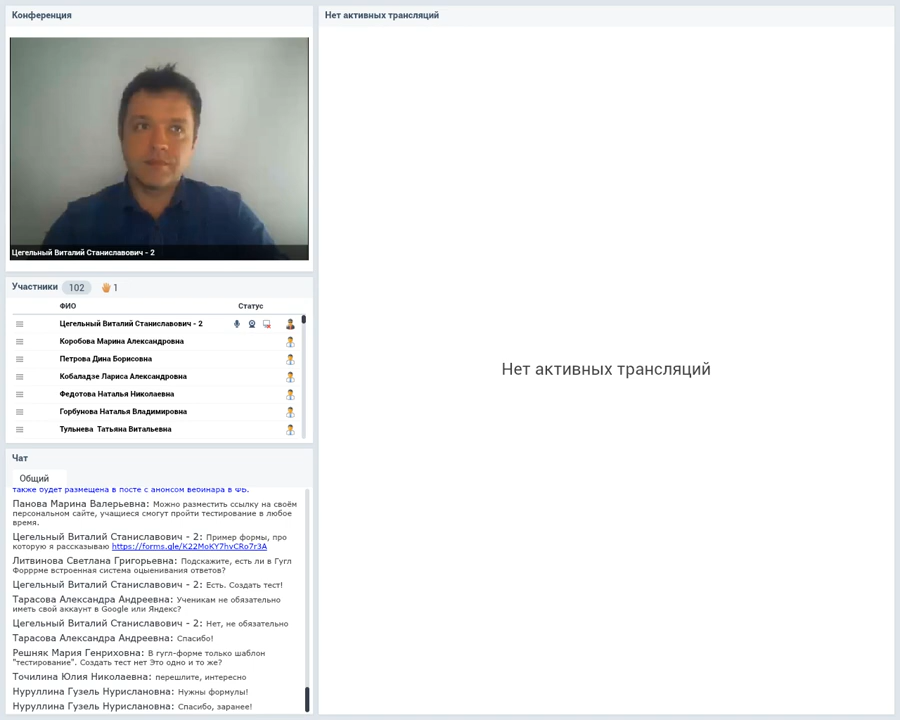 Конференция
Цегельный Виталий Станиславович - 2
Участники 102 1
ФИО Статус
Цегельный Виталий Станиславович - 2
Коробова Марина Александровна
Петрова Дина Борисовна
Кобаладзе Лариса Александровна
Федотова Наталья Николаевна
Горбунова Наталья Владимировна
Тульнева Татьяна Витальевна
Чат
Общий
также будет размещена в посте с анонсом вебинара в ФБ.
Панова Марина Валерьевна: Можно разместить ссылку на своём
персональном сайте, учащиеся смогут пройти тестирование в любое
время.
Цегельный Виталий Станиславович - 2: Пример формы, про
которую я рассказываю https://forms.gle/K22MoKY7hvCRo7r3A
Литвинова Светлана Григорьевна: Подскажите, есть ли в Гугл
Форррме встроенная система оцыенивания ответов?
Цегельный Виталий Станиславович - 2: Есть. Создать тест!
Тарасова Александра Андреевна: Ученикам не обязательно
иметь свой аккаунт в Google или Яндекс?
Цегельный Виталий Станиславович - 2: Нет, не обязательно
Тарасова Александра Андреевна: Спасибо!
Решняк Мария Генриховна: В гугл-форме только шаблон
"тестирование". Создать тест нет Это одно и то же?
Точилина Юлия Николаевна: перешлите, интересно
Нуруллина Гузель Нурислановна: Нужны формулы!
Нуруллина Гузель Нурислановна: Спасибо, заранее!
Нет активных трансляций
Нет активных трансляций